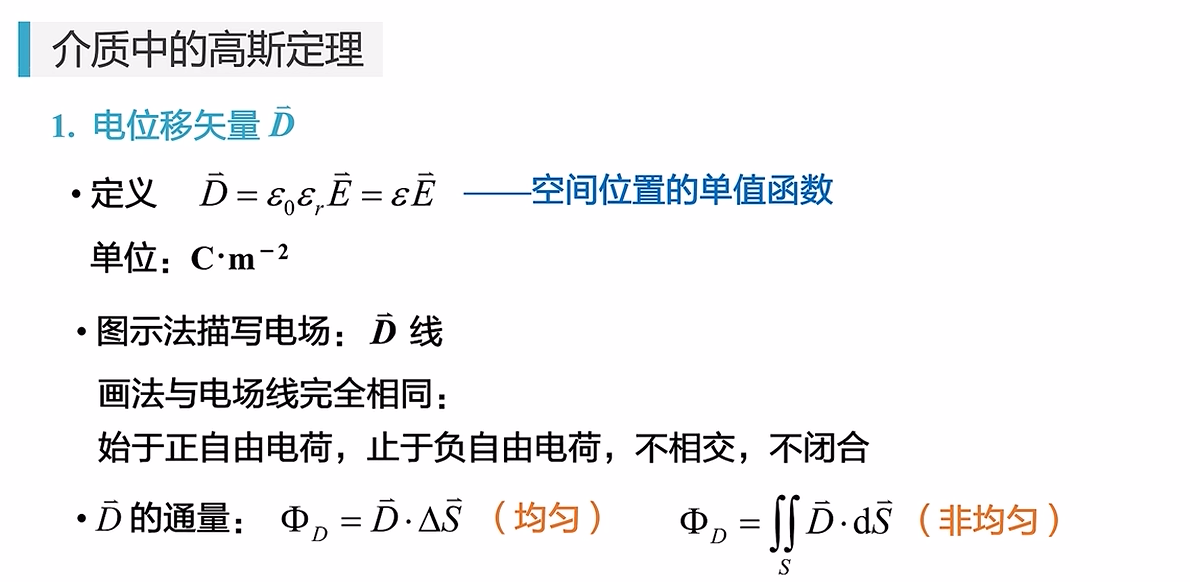 介质中的高斯定理
1. 电位移矢量 $\vec{D}$
• 定义 $\vec{D} = \varepsilon_0 \varepsilon_r \vec{E} = \varepsilon \vec{E}$ ——空间位置的单值函数
单位：C·m⁻²
• 图示法描写电场：$\vec{D}$ 线
画法与电场线完全相同：
始于正自由电荷，止于负自由电荷，不相交，不闭合
• $\vec{D}$ 的通量：$\Phi_D = \vec{D} \cdot \Delta \vec{S}$ （均匀） $\Phi_D = \iint_S \vec{D} \cdot \mathrm{d}\vec{S}$ （非均匀）